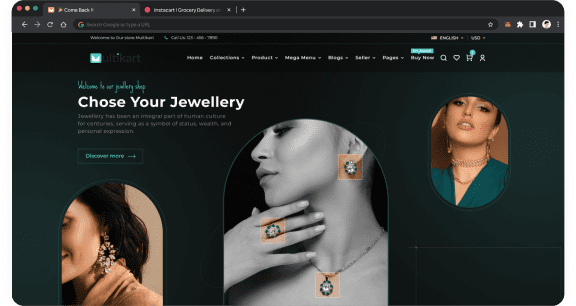 Come Back !!
Instacart | Grocery Delivery o
Search Google or Type a URL
Welcome to Our store Multikart
Call Us: 123 - 456 - 7890
ENGLISH
USD
Multikart
Home
Collections
Product
Mega Menu
Blogs
Seller
Pages
Buy Now
Welcome to our jewllery shop
Chose Your Jewellery
Jewellery has been an integral part of human culture
for centuries, serving as a symbol of status, wealth, and
personal expression.
Discover more